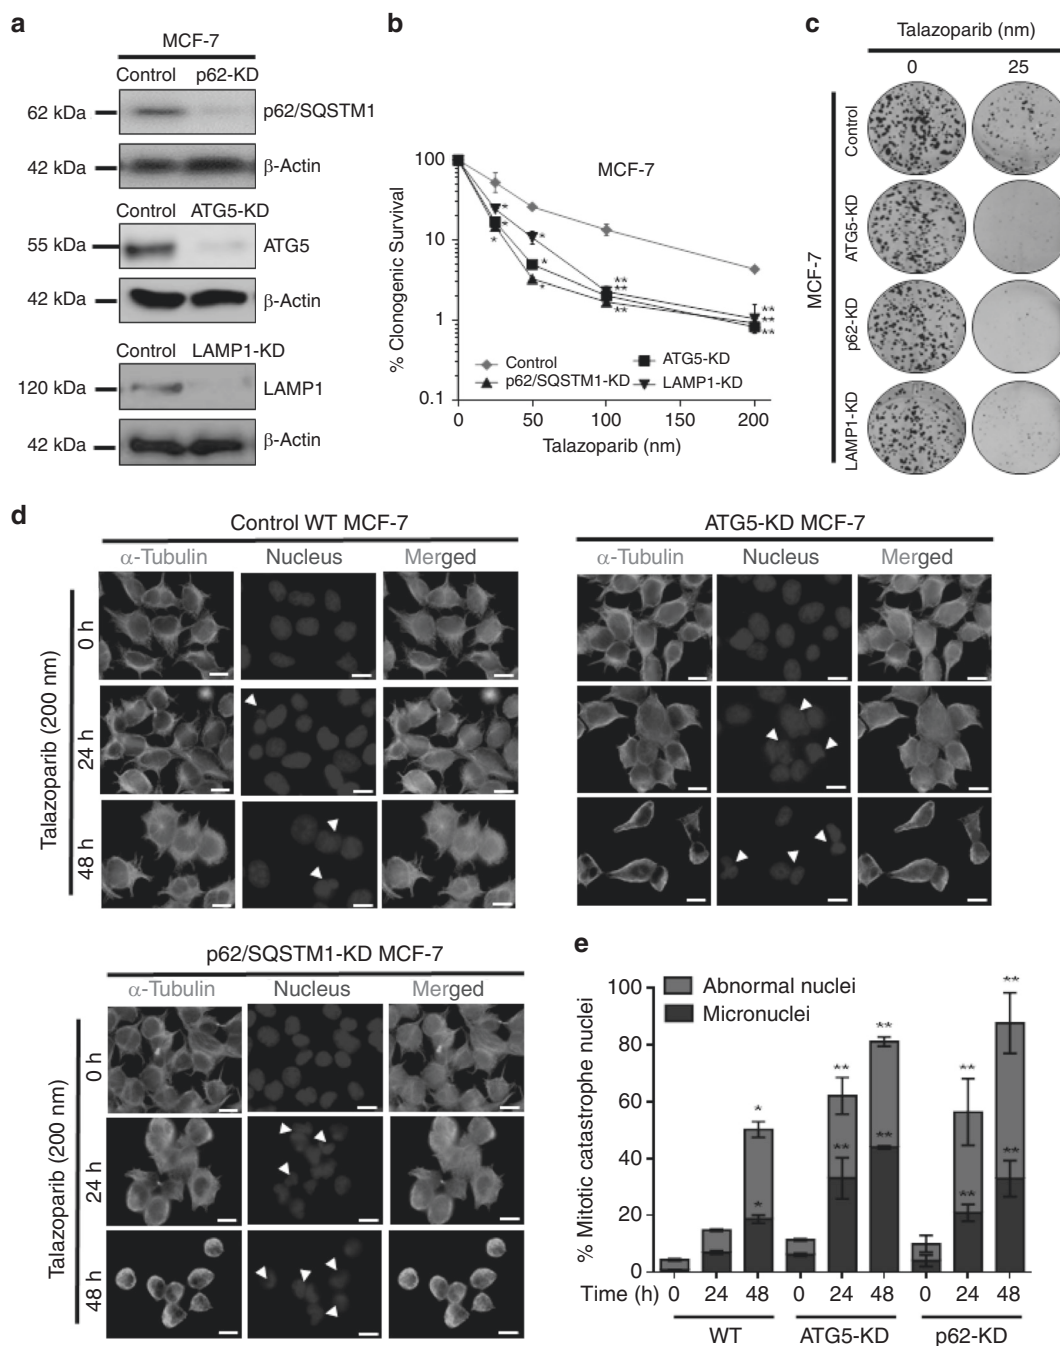 a
MCF-7
Control p62-KD
62 kDa
p62/SQSTM1
42 kDa
β-Actin
Control ATG5-KD
55 kDa
ATG5
42 kDa
β-Actin
Control LAMP1-KD
120 kDa
LAMP1
42 kDa
β-Actin
b
MCF-7
% Clonogenic Survival
100
10
1
0.1
* * * * * * ** ** ** ** ** **
Control
p62/SQSTM1-KD
ATG5-KD
LAMP1-KD
0 50 100 150 200
Talazoparib (nm)
c
Talazoparib (nm)
0 25
MCF-7
Control
ATG5-KD
p62-KD
LAMP1-KD
d
Control WT MCF-7
α-Tubulin Nucleus Merged
Talazoparib (200 nm)
0 h
24 h
48 h
ATG5-KD MCF-7
α-Tubulin Nucleus Merged
p62/SQSTM1-KD MCF-7
α-Tubulin Nucleus Merged
Talazoparib (200 nm)
0 h
24 h
48 h
e
% Mitotic catastrophe nuclei
100
80
60
40
20
0
Abnormal nuclei
Micronuclei
* * ** ** ** ** ** ** ** **
Time (h) 0 24 48 0 24 48 0 24 48
WT ATG5-KD p62-KD